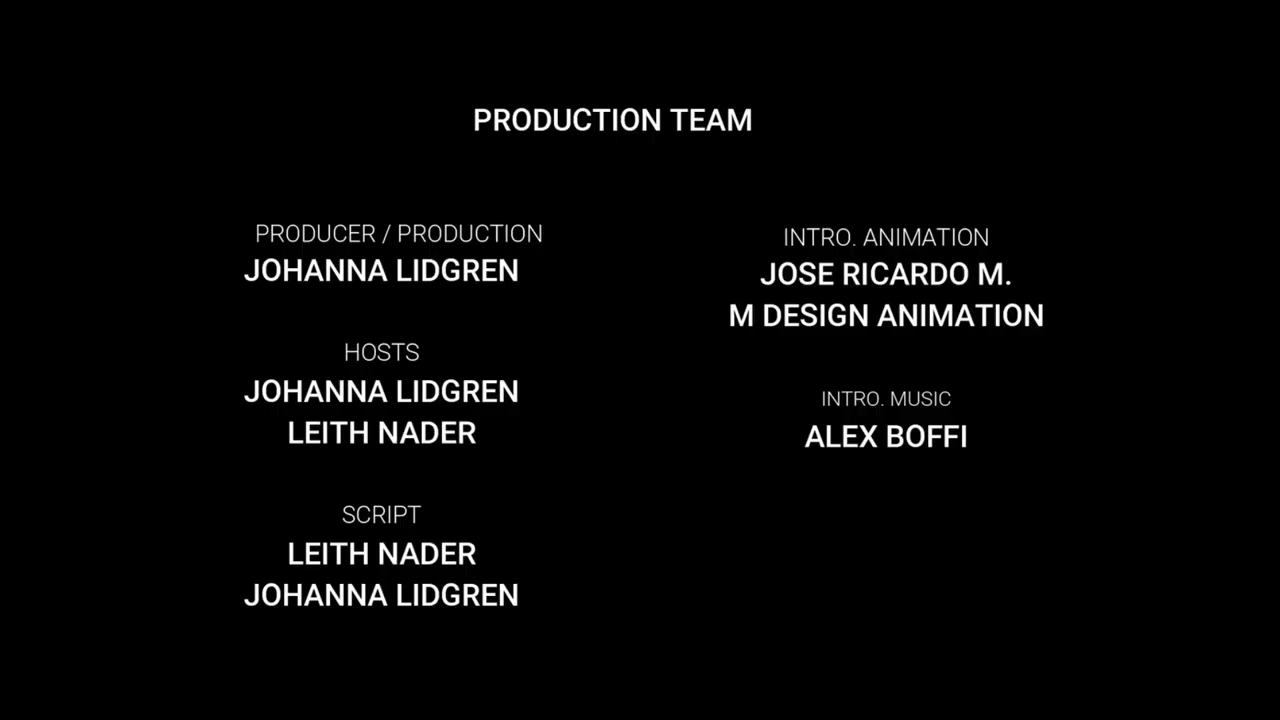 PRODUCTION TEAM
PRODUCER / PRODUCTION
JOHANNA LIDGREN
HOSTS
JOHANNA LIDGREN
LEITH NADER
SCRIPT
LEITH NADER
JOHANNA LIDGREN
INTRO. ANIMATION
JOSE RICARDO M.
M DESIGN ANIMATION
INTRO. MUSIC
ALEX BOFFI